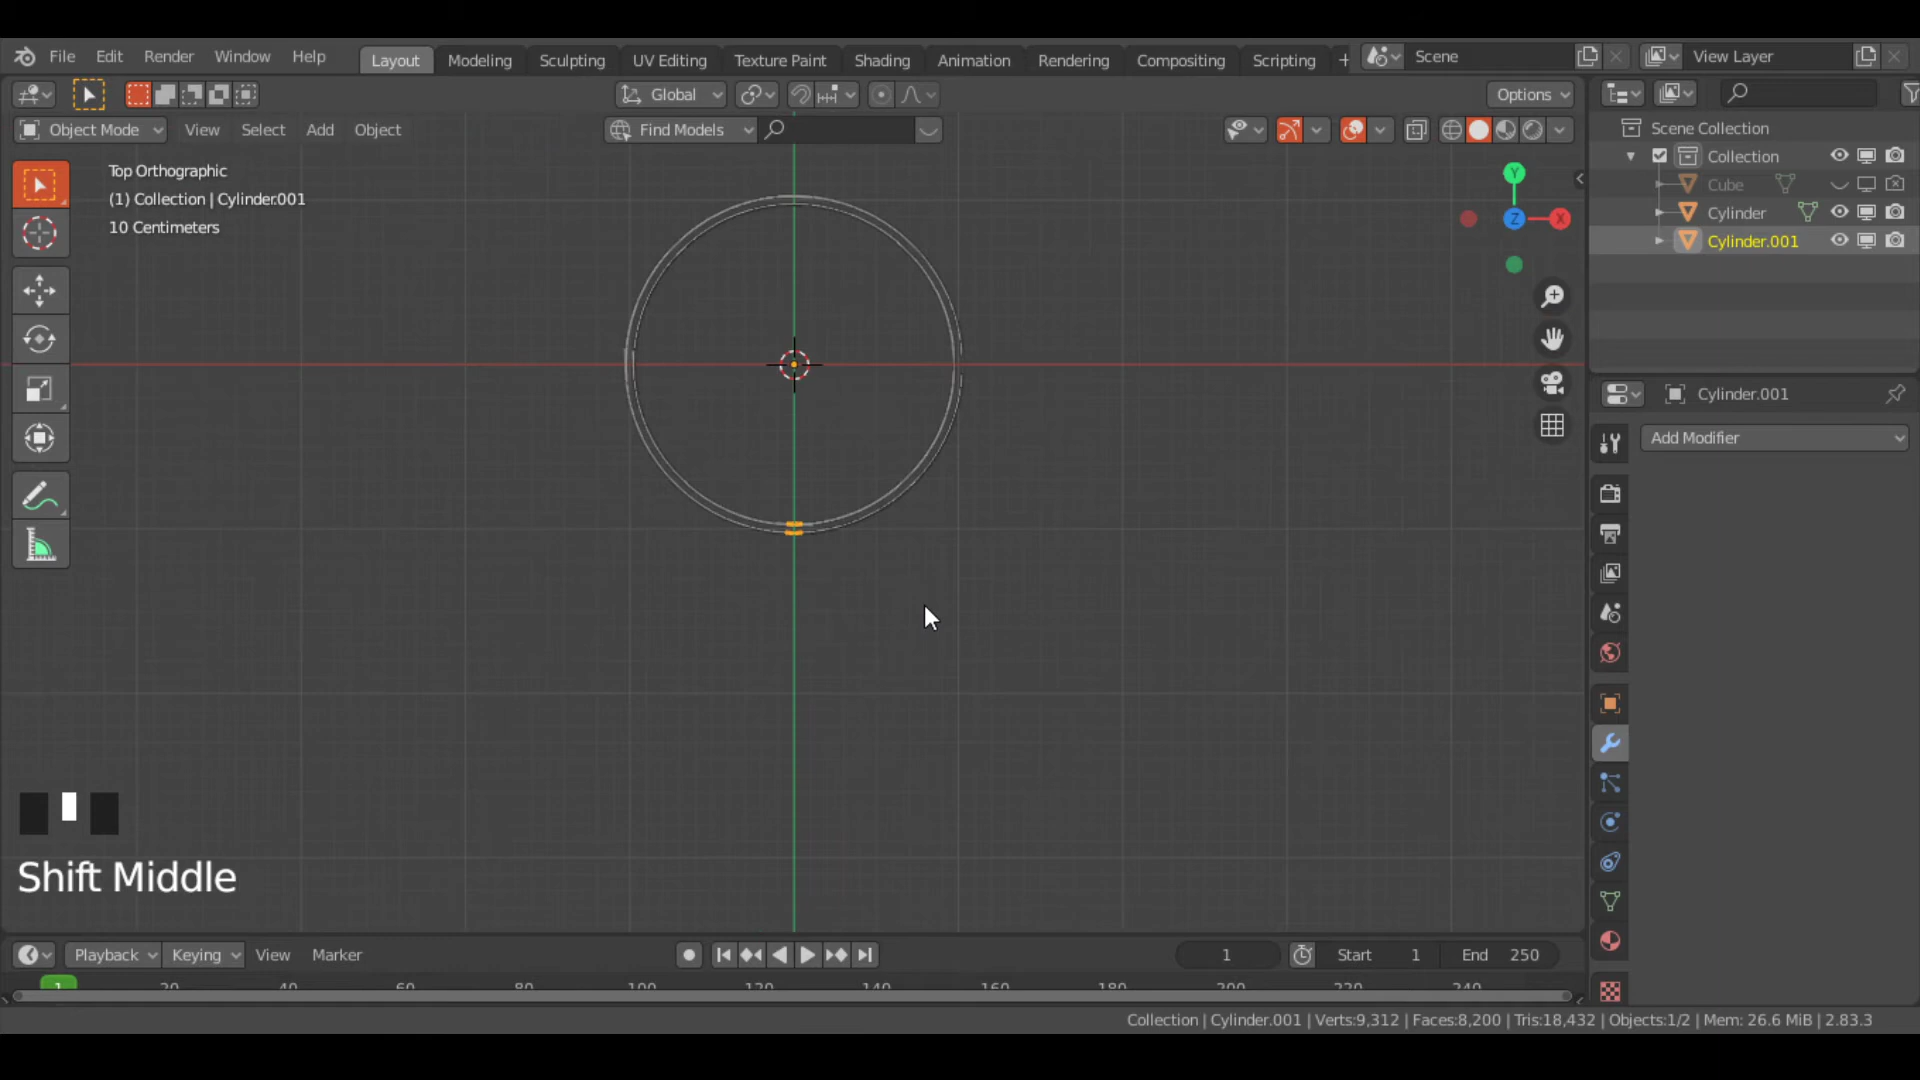 File Edit Render Window Help Layout Modeling Sculpting UV Editing Texture Paint Shading Animation Rendering Compositing Scripting + Scene View Layer
Global Options
Object Mode View Select Add Object Find Models
Scene Collection
Collection
Cube
Cylinder
Cylinder.001
Top Orthographic
(1) Collection | Cylinder.001
10 Centimeters
Y
Z
X
Cylinder.001
Add Modifier
Shift Middle
Playback Keying View Marker 1 Start 1 End 250
1 20 40 60 80 100 120 140 160 180 200 220 240
Collection | Cylinder.001 | Verts:9,312 | Faces:8,200 | Tris:18,432 | Objects:1/2 | Mem: 26.6 MiB | 2.83.3